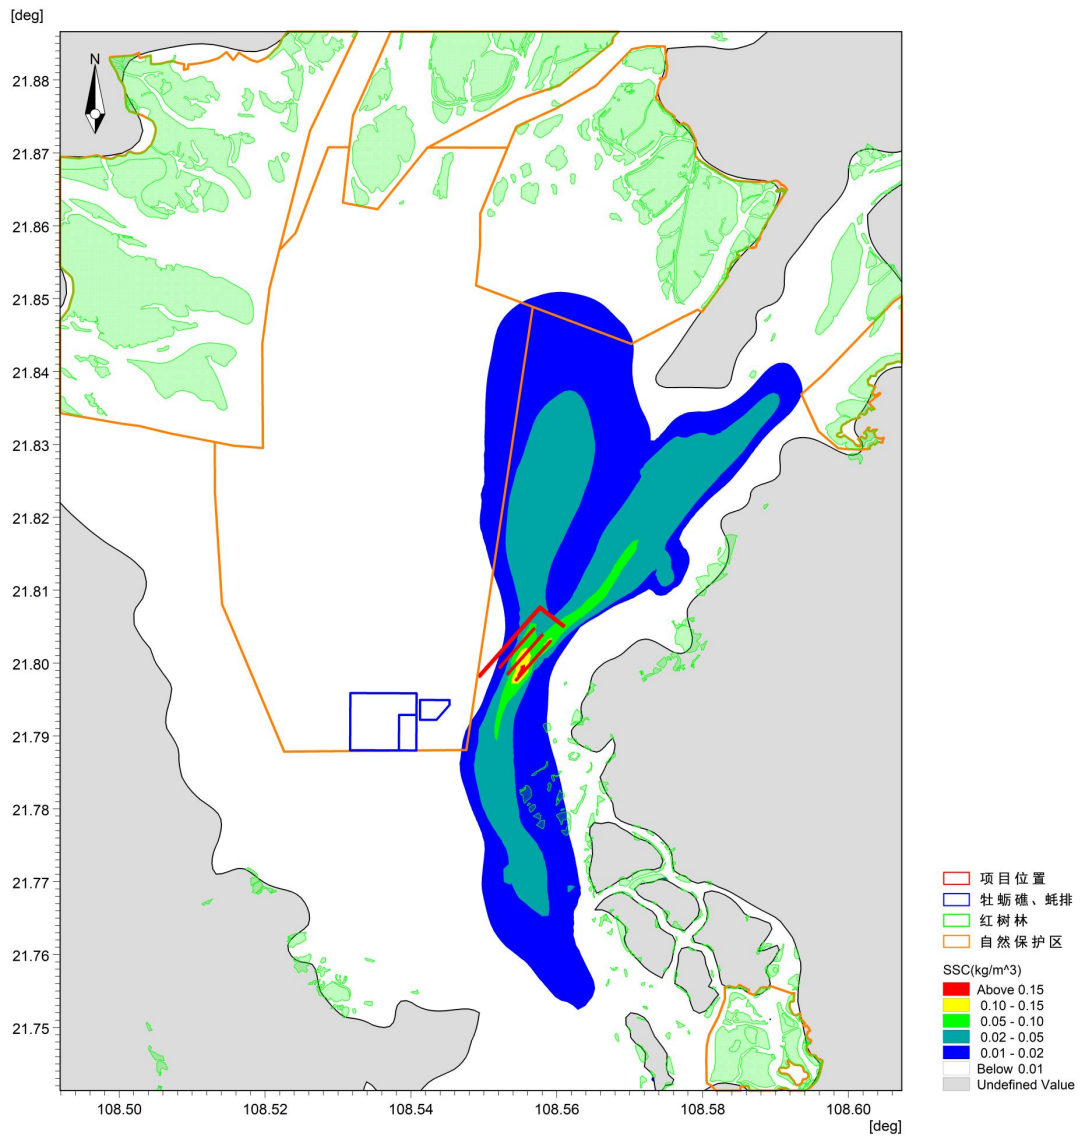 [deg]
N
21.88
21.87
21.86
21.85
21.84
21.83
21.82
21.81
21.80
21.79
21.78
21.77
21.76
21.75
108.50
108.52
108.54
108.56
108.58
108.60
[deg]
项目位置
牡蛎礁、蚝排
红树林
自然保护区
SSC(kg/m^3)
Above 0.15
0.10 - 0.15
0.05 - 0.10
0.02 - 0.05
0.01 - 0.02
Below 0.01
Undefined Value